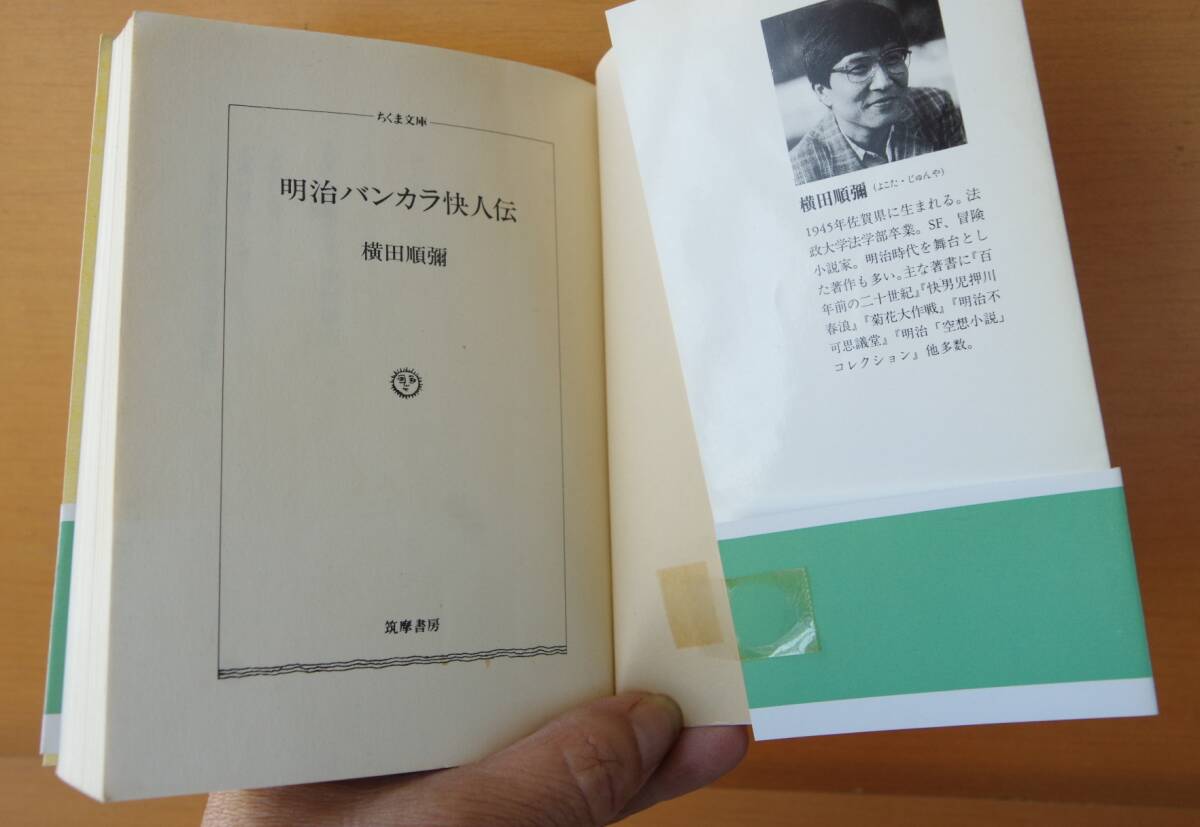 ちくま文庫
明治バンカラ快人伝
横田順彌
筑摩書房
横田順彌（よこた・じゅんや）
1945年佐賀県に生まれる。法
政大学法学部卒業。SF、冒険
小説家。明治時代を舞台とし
た著作も多い。主な著書に『百
年前の二十世紀』『快男児押川
春浪』『菊花大作戦』『明治不
可思議堂』『明治「空想小説」
コレクション』他多数。